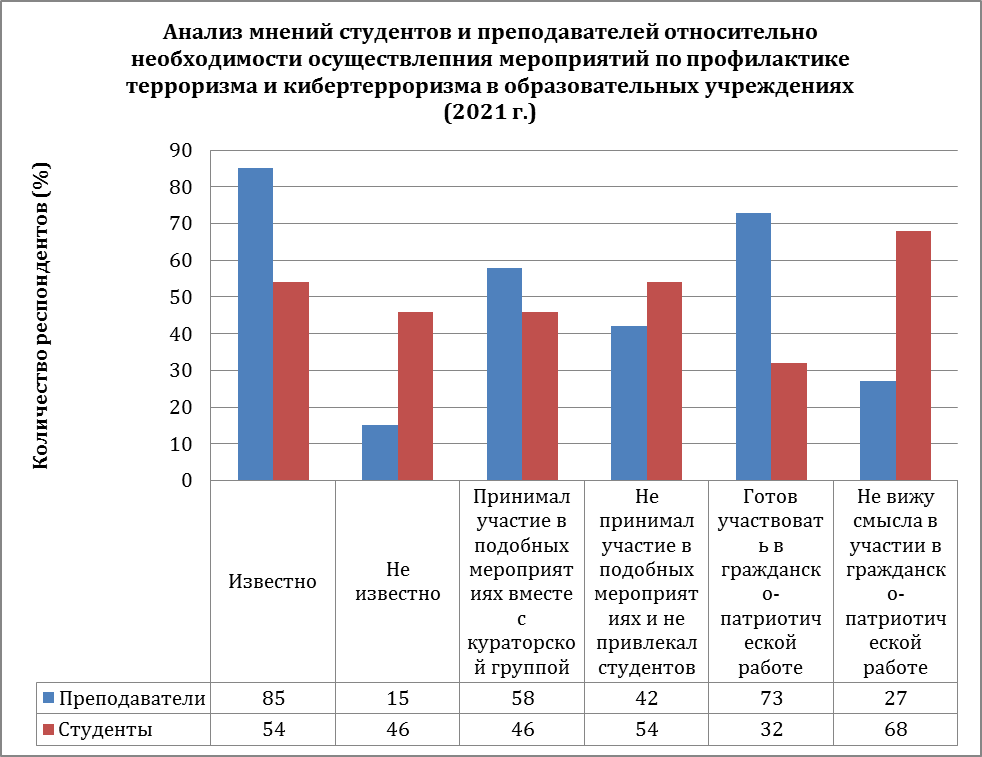 Анализ мнений студентов и преподавателей относительно
необходимости осуществлепния мероприятий по профилактике
терроризма и кибертерроризма в образовательных учреждениях
(2021 г.)
Количество респондентов (%)
90
80
70
60
50
40
30
20
10
0
Известно
Не
известно
Принимал
участие в
подобных
мероприят
иях вместе
с
кураторско
й группой
Не
принимал
участие в
подобных
мероприят
иях и не
привлекал
студентов
Готов
участвоват
ь в
гражданск
о-
патриотич
еской
работе
Не вижу
смысла в
участии в
гражданск
о-
патриотич
еской
работе
Преподаватели 85 15 58 42 73 27
Студенты 54 46 46 54 32 68